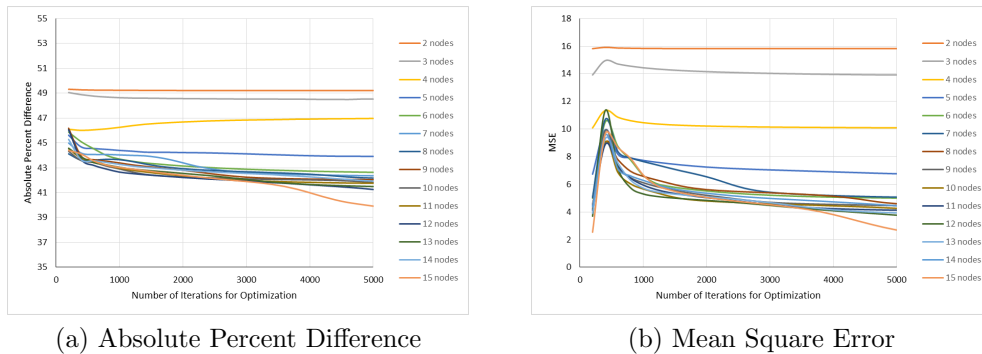 55
53
51
49
47
45
43
41
39
37
35
Absolute Percent Difference
0 1000 2000 3000 4000 5000
Number of Iterations for Optimization
2 nodes
3 nodes
4 nodes
5 nodes
6 nodes
7 nodes
8 nodes
9 nodes
10 nodes
11 nodes
12 nodes
13 nodes
14 nodes
15 nodes
(a) Absolute Percent Difference
18
16
14
12
10
8
6
4
2
0
MSE
0 1000 2000 3000 4000 5000
Number of Iterations for Optimization
2 nodes
3 nodes
4 nodes
5 nodes
6 nodes
7 nodes
8 nodes
9 nodes
10 nodes
11 nodes
12 nodes
13 nodes
14 nodes
15 nodes
(b) Mean Square Error